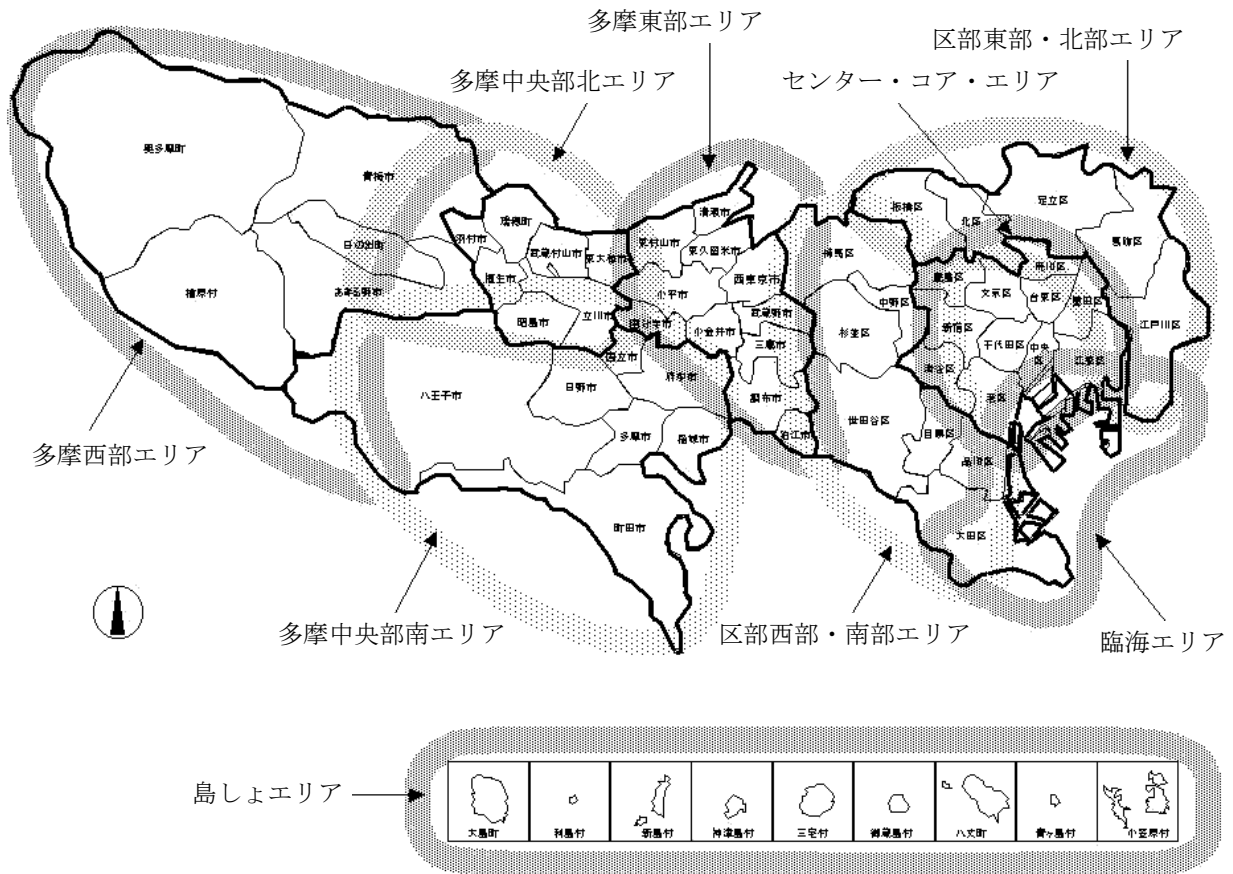 多摩東部エリア
区部東部・北部エリア
多摩中央部北エリア
センター・コア・エリア
奥多摩町
青梅市
日の出町
あきる野市
檜原村
瑞穂町
羽村市
武蔵村山市
東大和市
福生市
昭島市
立川市
清瀬市
東村山市
東久留米市
小平市
西東京市
国分寺市
小金井市
武蔵野市
三鷹市
国立市
府中市
調布市
狛江市
八王子市
日野市
多摩市
稲城市
町田市
板橋区
北区
足立区
葛飾区
練馬区
豊島区
文京区
荒川区
台東区
墨田区
江戸川区
中野区
杉並区
新宿区
千代田区
中央区
江東区
渋谷区
港区
世田谷区
目黒区
品川区
大田区
多摩西部エリア
多摩中央部南エリア
区部西部・南部エリア
臨海エリア
島しょエリア
大島町
利島村
新島村
神津島村
三宅村
御蔵島村
八丈町
青ヶ島村
小笠原村